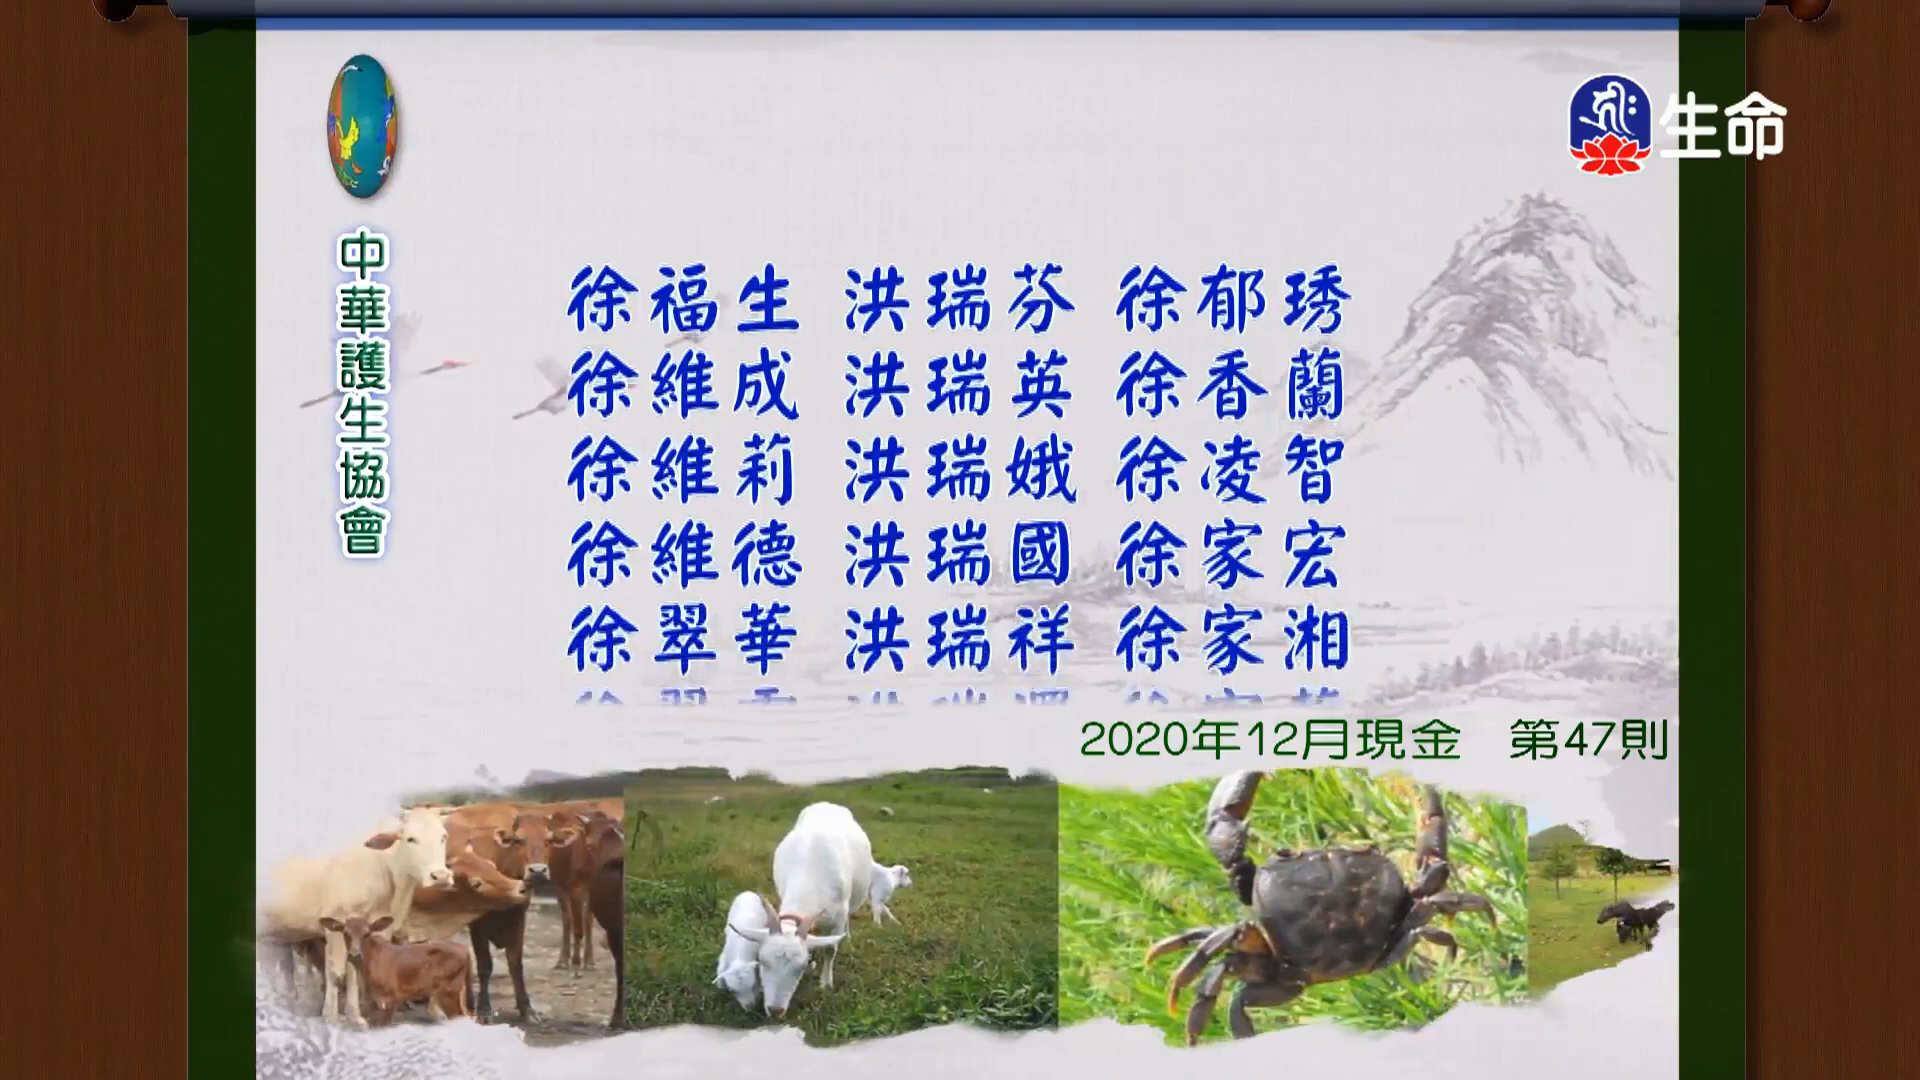 生命
中華護生協會
徐福生 洪瑞芬 徐郁琇
徐維成 洪瑞英 徐香蘭
徐維莉 洪瑞娥 徐凌智
徐維德 洪瑞國 徐家宏
徐翠華 洪瑞祥 徐家湘
2020年12月現金 第47則